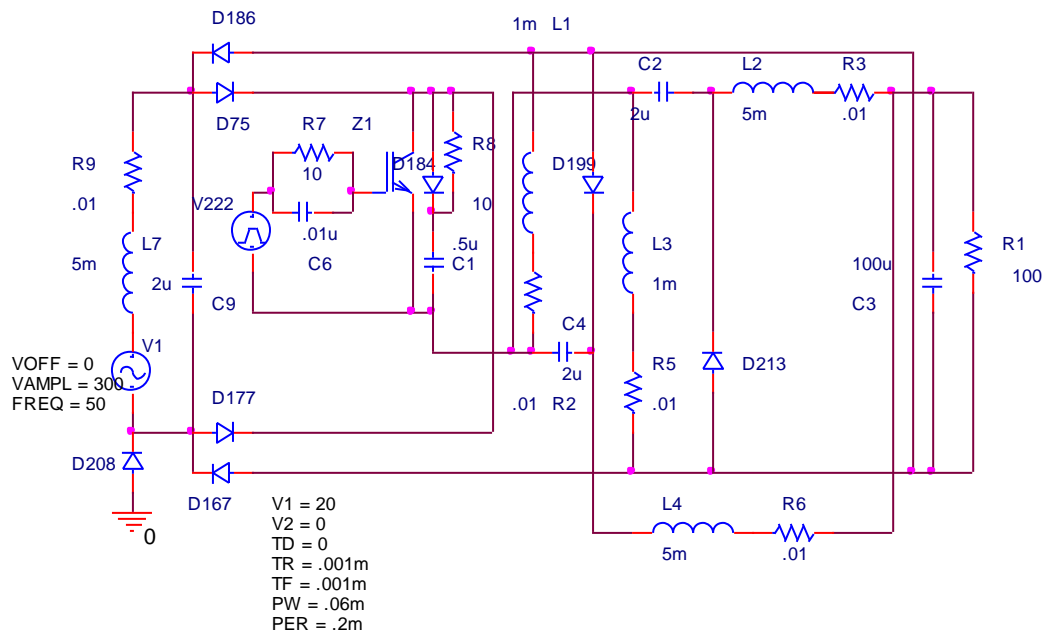 D186
1m L1
C2
L2
R3
2u
5m
.01
D75
R7
Z1
R8
D199
R9
10
D184
.01
V222
10
.01u
.5u
L7
C6
C1
L3
R1
5m
2u
1m
100u
100
C9
C3
V1
C4
VOFF = 0
VAMPL = 300
FREQ = 50
2u
R5
D213
D177
.01 R2
.01
D208
D167
0
V1 = 20
V2 = 0
TD = 0
TR = .001m
TF = .001m
PW = .06m
PER = .2m
L4
R6
5m
.01